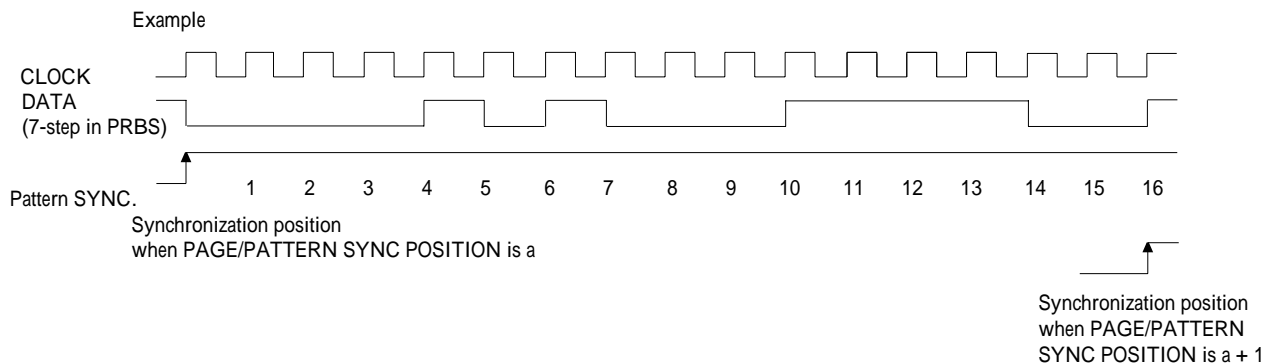 Example
CLOCK
DATA
(7-step in PRBS)
Pattern SYNC.
1 2 3 4 5 6 7 8 9 10 11 12 13 14 15 16
Synchronization position
when PAGE/PATTERN SYNC POSITION is a
Synchronization position
when PAGE/PATTERN
SYNC POSITION is a + 1